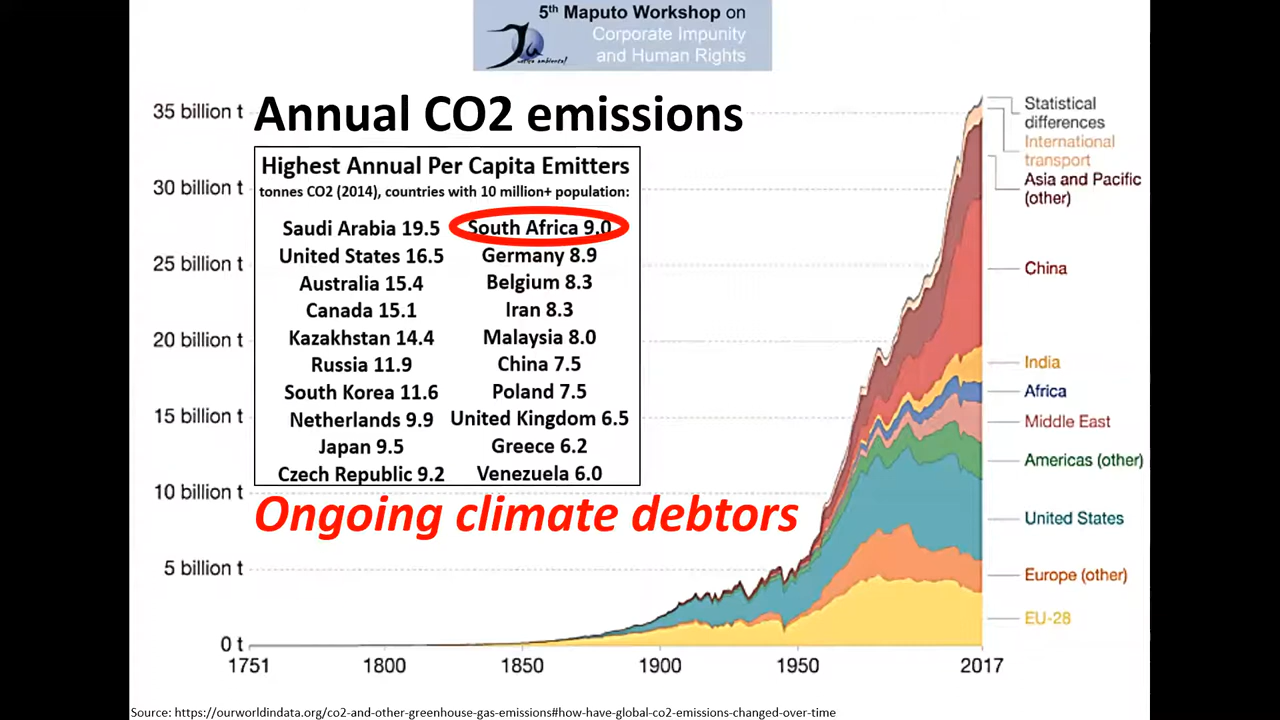 5th Maputo Workshop on
Corporate Impunity
and Human Rights
Annual CO2 emissions
Highest Annual Per Capita Emitters
tonnes CO2 (2014), countries with 10 million+ population:
Saudi Arabia 19.5
United States 16.5
Australia 15.4
Canada 15.1
Kazakhstan 14.4
Russia 11.9
South Korea 11.6
Netherlands 9.9
Japan 9.5
Czech Republic 9.2
South Africa 9.0
Germany 8.9
Belgium 8.3
Iran 8.3
Malaysia 8.0
China 7.5
Poland 7.5
United Kingdom 6.5
Greece 6.2
Venezuela 6.0
Ongoing climate debtors
35 billion t
30 billion t
25 billion t
20 billion t
15 billion t
10 billion t
5 billion t
0 t
1751
1800
1850
1900
1950
2017
Statistical
differences
International
transport
Asia and Pacific
(other)
China
India
Africa
Middle East
Americas (other)
United States
Europe (other)
EU-28
Source: https://ourworldindata.org/co2-and-other-greenhouse-gas-emissions#how-have-global-co2-emissions-changed-over-time